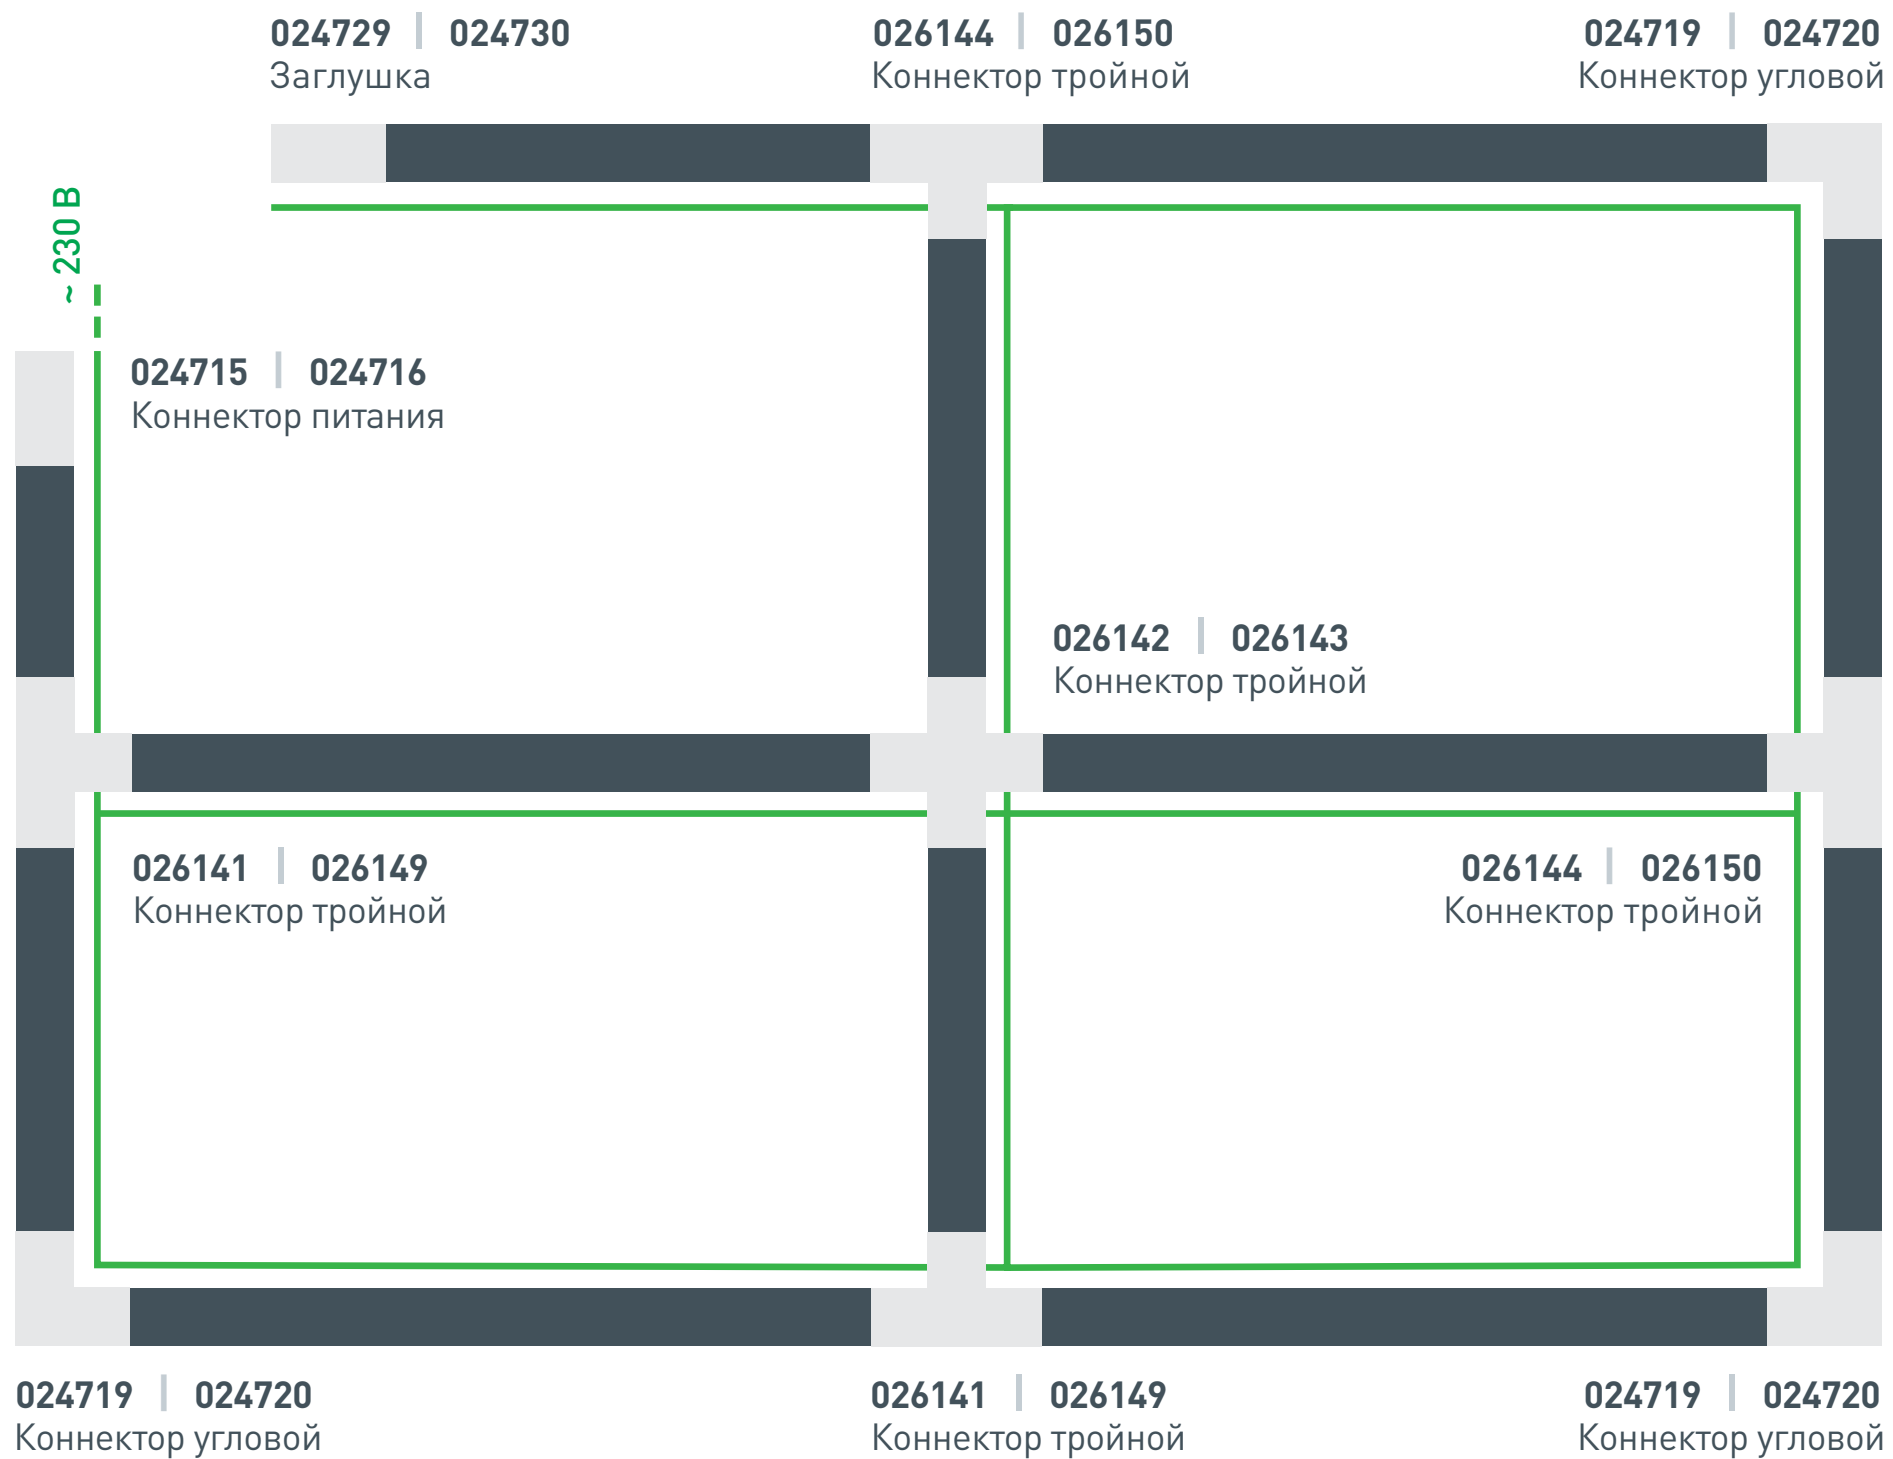 024729 | 024730
Заглушка
026144 | 026150
Коннектор тройной
024719 | 024720
Коннектор угловой
~ 230 В
024715 | 024716
Коннектор питания
026142 | 026143
Коннектор тройной
026141 | 026149
Коннектор тройной
026144 | 026150
Коннектор тройной
024719 | 024720
Коннектор угловой
026141 | 026149
Коннектор тройной
024719 | 024720
Коннектор угловой